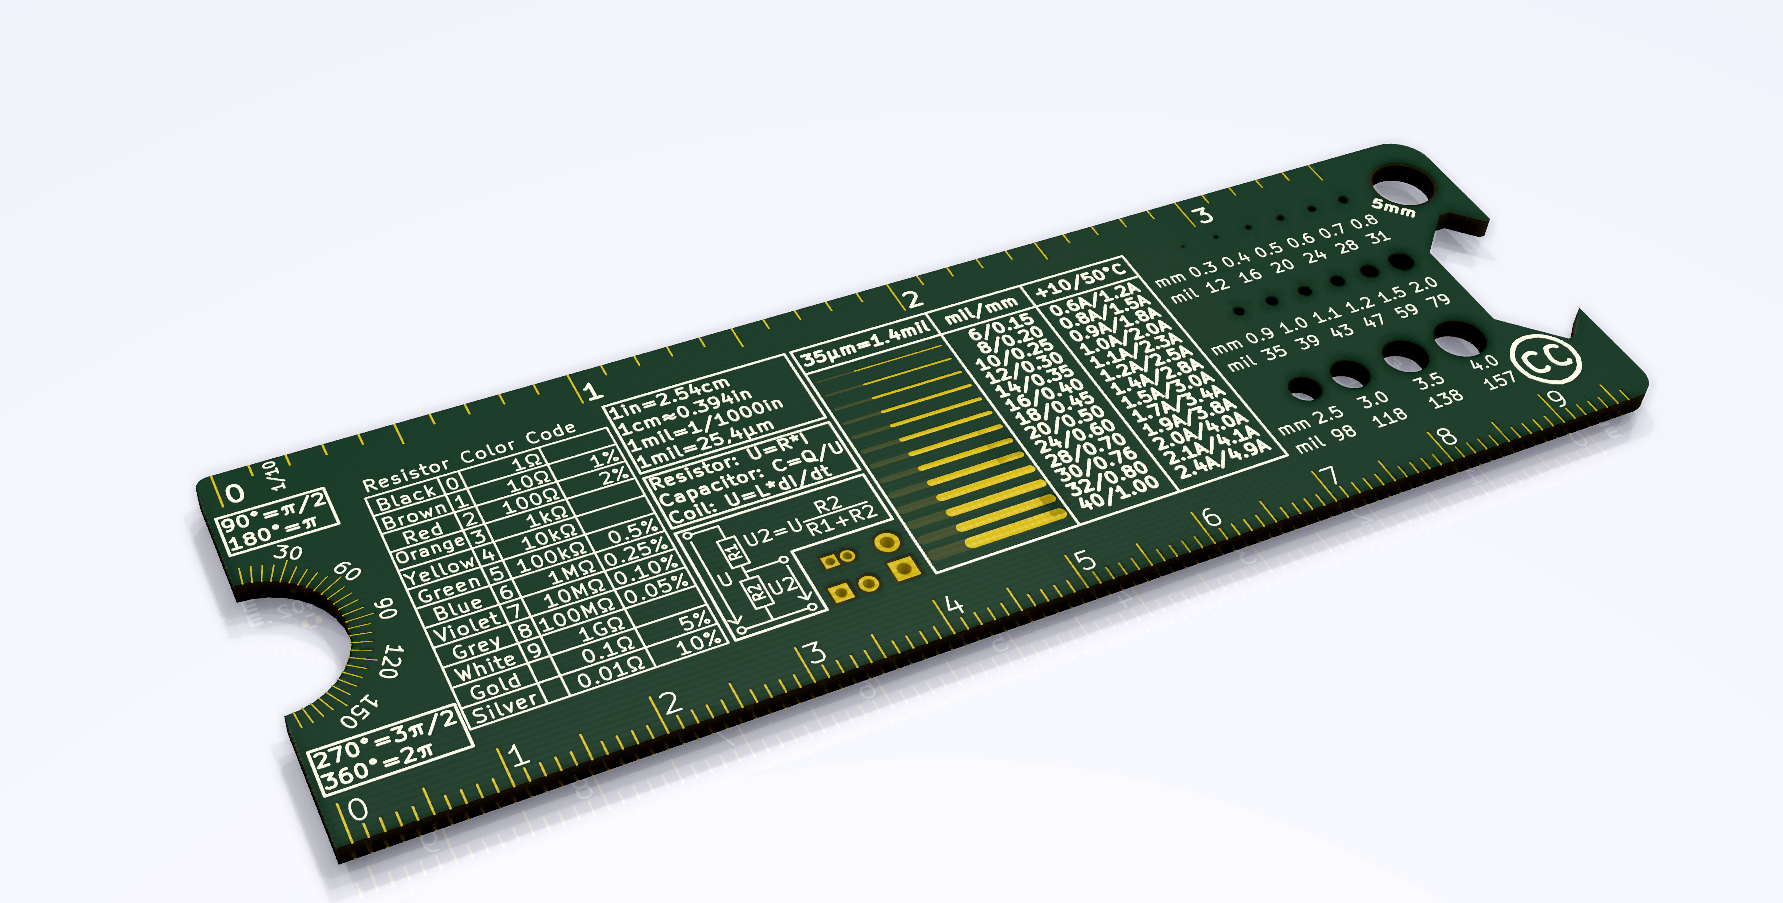 0 1/10 1 2 3
90°=π/2
180°=π
30
60
90
120
150
270°=3π/2
360°=2π
Resistor Color Code
Black 0 1Ω
Brown 1 10Ω 1%
Red 2 100Ω 2%
Orange 3 1kΩ
Yellow 4 10kΩ
Green 5 100kΩ 0.5%
Blue 6 1MΩ 0.25%
Violet 7 10MΩ 0.10%
Grey 8 100MΩ 0.05%
White 9 1GΩ
Gold 0.1Ω 5%
Silver 0.01Ω 10%
1in=2.54cm
1cm≈0.394in
1mil=1/1000in
1mil=25.4µm
Resistor: U=R*I
Capacitor: C=Q/U
Coil: U=L*dI/dt
U R1 R2 U2
U2=U R2
R1+R2
35µm=1.4mil mil/mm +10/50°C
6/0.15 0.6A/1.2A
8/0.20 0.8A/1.5A
10/0.25 0.9A/1.8A
12/0.30 1.0A/2.0A
14/0.35 1.1A/2.3A
16/0.40 1.2A/2.5A
18/0.45 1.4A/2.8A
20/0.50 1.5A/3.0A
24/0.60 1.7A/3.4A
28/0.70 1.9A/3.8A
30/0.76 2.0A/4.0A
32/0.80 2.1A/4.1A
40/1.00 2.4A/4.9A
5mm
mm 0.3 0.4 0.5 0.6 0.7 0.8
mil 12 16 20 24 28 31
mm 0.9 1.0 1.1 1.2 1.5 2.0
mil 35 39 43 47 59 79
mm 2.5 3.0 3.5 4.0
mil 98 118 138 157
CC
0 1 2 3 4 5 6 7 8 9